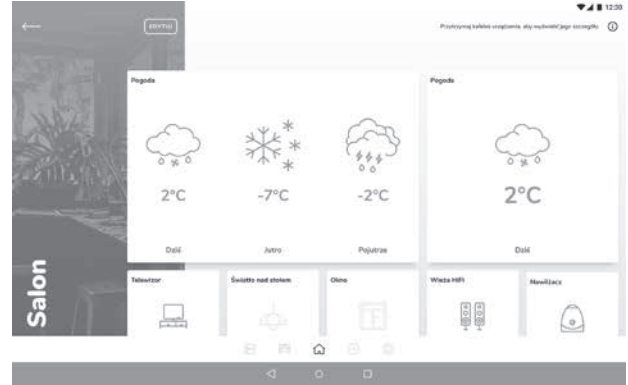 12:30
EDYTUJ
Przytrzymaj kafelek urządzenia, aby wyświetlić jego szczegóły
Pogoda
Pogoda
2°C
-7°C
-2°C
2°C
Dziś
Jutro
Pojutrze
Dziś
Salon
Telewizor
Światło nad stołem
Okno
Wieża HiFi
Nawilżacz